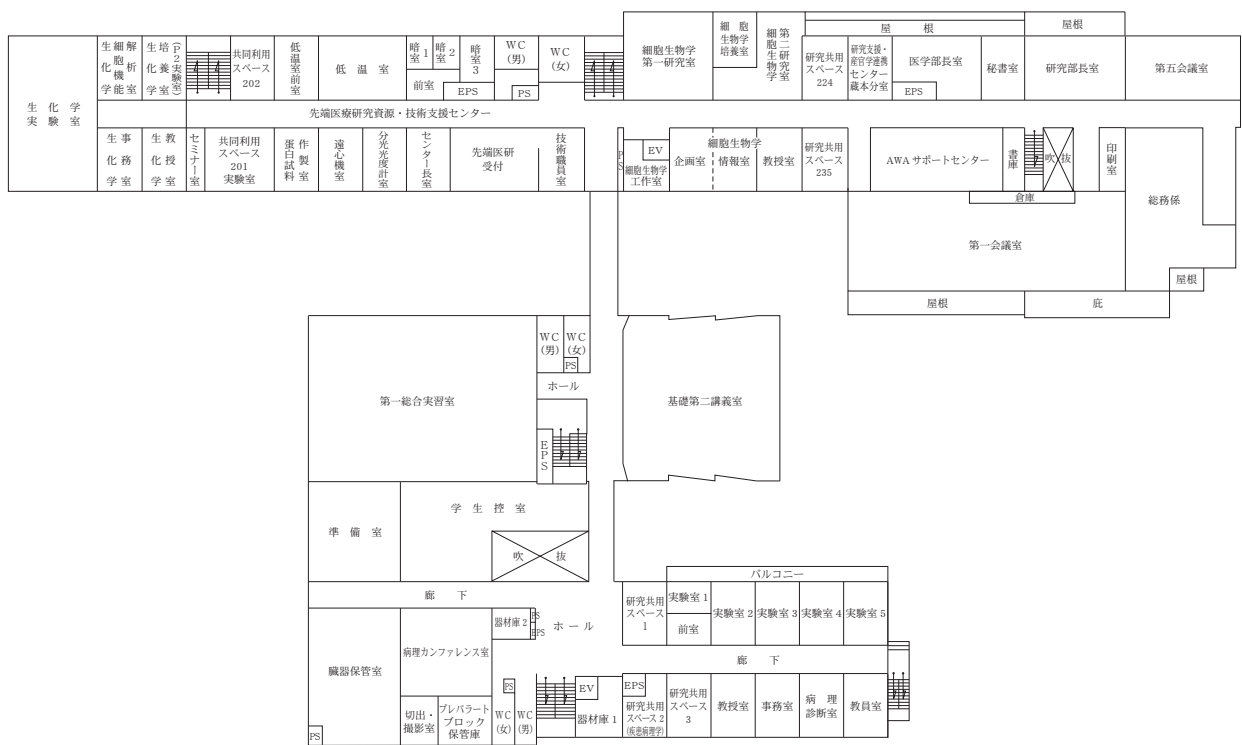 生化学
実験室
生化学
細胞機能
解析室
生化学
培養室
(P2実験室)
共同利用
スペース
202
低温室前室
低温室
暗室1
暗室2
暗室3
前室
EPS
WC
(男)
PS
WC
(女)
細胞生物学
第一研究室
細胞
生物学
培養室
細胞生物学
第二研究室
屋根
研究共用
スペース
224
研究支援・
産官学連携
センター
蔵本分室
医学部長室
EPS
秘書室
屋根
研究部長室
第五会議室
先端医療研究資源・技術支援センター
生化学
事務室
生化学
教授室
セミナー室
共同利用
スペース
201
実験室
蛋白試料
作製室
遠心機室
分光光度計室
センター長室
先端医研
受付
技術職員室
PS
EV
細胞生物学
工作室
細胞生物学
企画室
情報室
教授室
研究共用
スペース
235
AWAサポートセンター
書庫
吹抜
印刷室
倉庫
総務係
第一会議室
屋根
屋根
庇
第一総合実習室
WC
(男)
WC
(女)
PS
ホール
EPS
基礎第二講義室
準備室
学生控室
吹抜
廊下
バルコニー
研究共用
スペース
1
実験室1
前室
実験室2
実験室3
実験室4
実験室5
器材庫2
PS
EPS
ホール
臓器保管室
病理カンファレンス室
廊下
PS
切出・
撮影室
プレパラート
ブロック
保管庫
PS
WC
(女)
WC
(男)
EV
器材庫1
EPS
研究共用
スペース2
(疾患病理学)
研究共用
スペース
3
教授室
事務室
病理
診断室
教員室